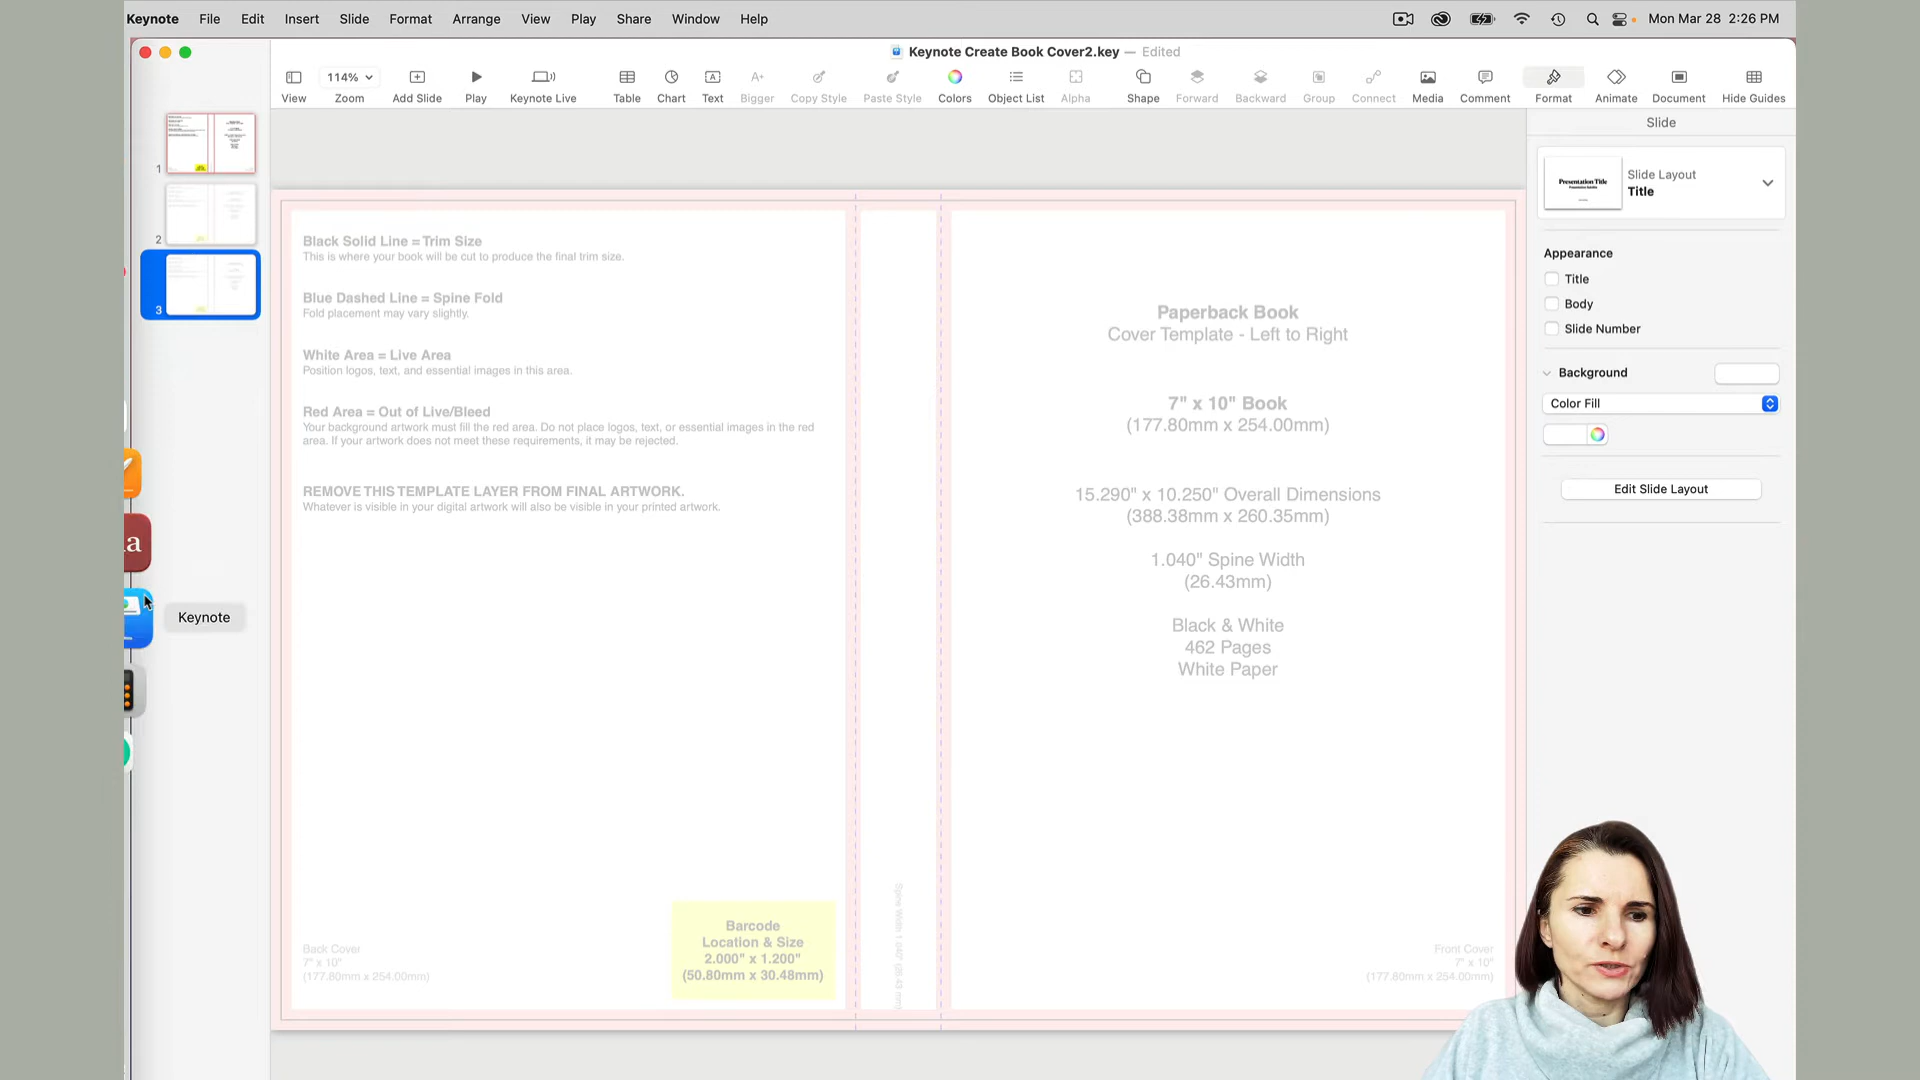 Keynote File Edit Insert Slide Format Arrange View Play Share Window Help
Mon Mar 28 2:26 PM
Keynote Create Book Cover2.key — Edited
114%
View Zoom Add Slide Play Keynote Live Table Chart Text Bigger Copy Style Paste Style Colors Object List Alpha Shape Forward Backward Group Connect Media Comment Format Animate Document Hide Guides
1
2
3
a
Keynote
Black Solid Line = Trim Size
This is where your book will be cut to produce the final trim size.
Blue Dashed Line = Spine Fold
Fold placement may vary slightly.
White Area = Live Area
Position logos, text, and essential images in this area.
Red Area = Out of Live/Bleed
Your background artwork must fill the red area. Do not place logos, text, or essential images in the red
area. If your artwork does not meet these requirements, it may be rejected.
REMOVE THIS TEMPLATE LAYER FROM FINAL ARTWORK.
Whatever is visible in your digital artwork will also be visible in your printed artwork.
Back Cover
7" x 10"
(177.80mm x 254.00mm)
Barcode
Location & Size
2.000" x 1.200"
(50.80mm x 30.48mm)
Spine Width 1.040" (26.43 mm)
Paperback Book
Cover Template - Left to Right
7" x 10" Book
(177.80mm x 254.00mm)
15.290" x 10.250" Overall Dimensions
(388.38mm x 260.35mm)
1.040" Spine Width
(26.43mm)
Black & White
462 Pages
White Paper
Front Cover
7" x 10"
(177.80mm x 254.00mm)
Slide
Presentation Title
Slide Layout
Title
Appearance
Title
Body
Slide Number
Background
Color Fill
Edit Slide Layout